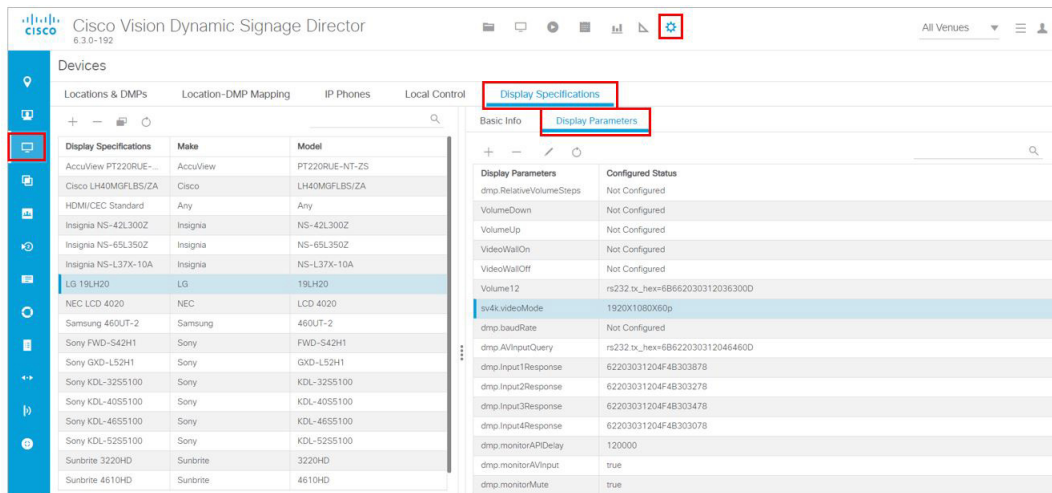 CISCO
Cisco Vision Dynamic Signage Director
6.3.0-192
All Venues
Devices
Locations & DMPs Location-DMP Mapping IP Phones Local Control Display Specifications
Basic Info Display Parameters
Display Specifications Make Model
AccuView PT220RUE-... AccuView PT220RUE-NT-ZS
Cisco LH40MGFLBS/ZA Cisco LH40MGFLBS/ZA
HDMI/CEC Standard Any Any
Insignia NS-42L300Z Insignia NS-42L300Z
Insignia NS-65L350Z Insignia NS-65L350Z
Insignia NS-L37X-10A Insignia NS-L37X-10A
LG 19LH20 LG 19LH20
NEC LCD 4020 NEC LCD 4020
Samsung 460UT-2 Samsung 460UT-2
Sony FWD-S42H1 Sony FWD-S42H1
Sony GXD-L52H1 Sony GXD-L52H1
Sony KDL-32S5100 Sony KDL-32S5100
Sony KDL-40S5100 Sony KDL-40S5100
Sony KDL-46S5100 Sony KDL-46S5100
Sony KDL-52S5100 Sony KDL-52S5100
Sunbrite 3220HD Sunbrite 3220HD
Sunbrite 4610HD Sunbrite 4610HD
Display Parameters Configured Status
dmp.RelativeVolumeSteps Not Configured
VolumeDown Not Configured
VolumeUp Not Configured
VideoWallOn Not Configured
VideoWallOff Not Configured
Volume12 rs232.tx_hex=6B662030312036300D
sv4k.videoMode 1920X1080X60p
dmp.baudRate Not Configured
dmp.AVInputQuery rs232.tx_hex=6B622030312046460D
dmp.Input1Response 62203031204F4B303878
dmp.Input2Response 62203031204F4B303278
dmp.Input3Response 62203031204F4B303478
dmp.Input4Response 62203031204F4B303078
dmp.monitorAPIDelay 120000
dmp.monitorAVInput true
dmp.monitorMute true